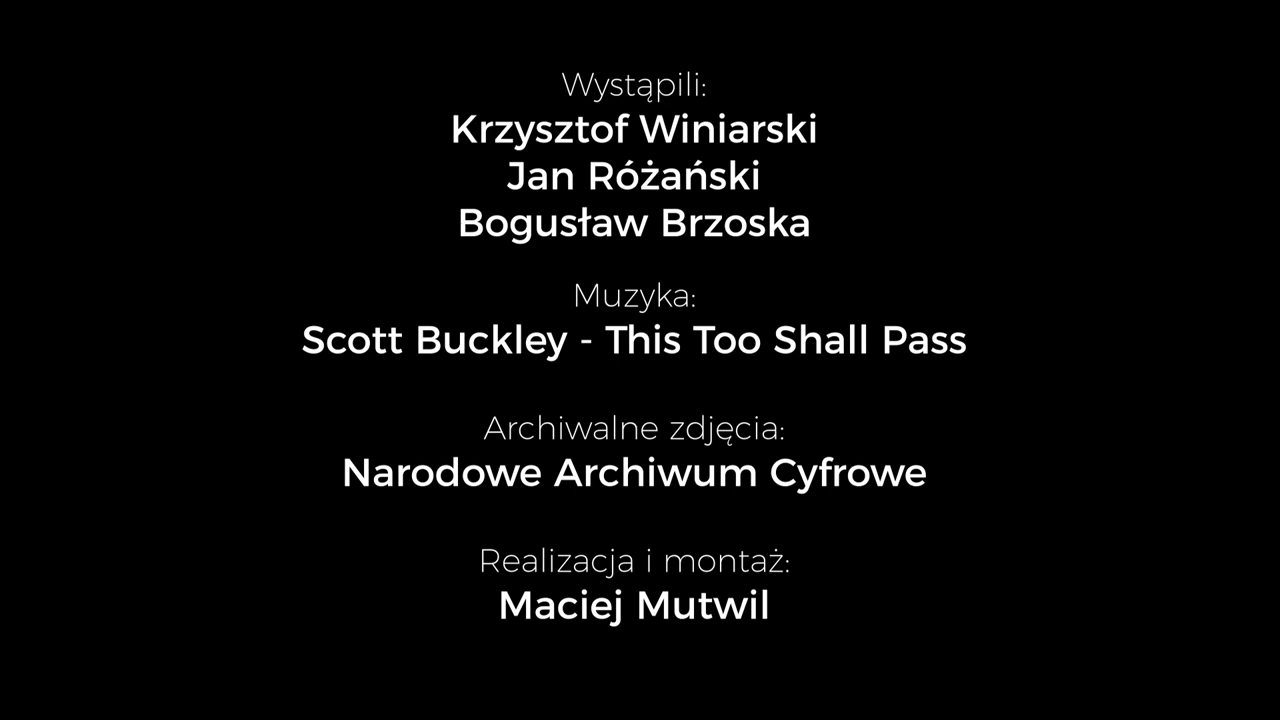 Wystąpili:
Krzysztof Winiarski
Jan Różański
Bogusław Brzoska
Muzyka:
Scott Buckley - This Too Shall Pass
Archiwalne zdjęcia:
Narodowe Archiwum Cyfrowe
Realizacja i montaż:
Maciej Mutwil